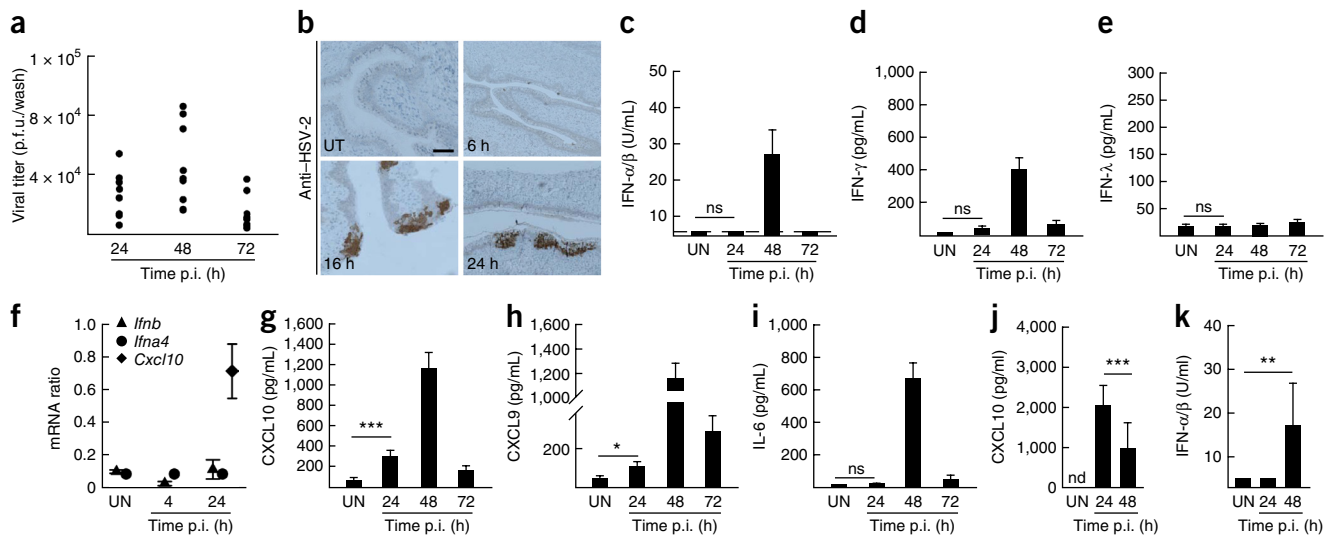 a
Viral titer (p.f.u./wash)
1 × 10⁵
8 × 10⁴
4 × 10⁴
24 48 72
Time p.i. (h)
b
Anti–HSV-2
UT
6 h
16 h
24 h
c
IFN-α/β (U/mL)
50
40
30
20
10
ns
UN 24 48 72
Time p.i. (h)
d
IFN-γ (pg/mL)
1,000
800
600
400
200
ns
UN 24 48 72
Time p.i. (h)
e
IFN-λ (pg/mL)
300
250
200
150
100
50
ns
UN 24 48 72
Time p.i. (h)
f
mRNA ratio
Ifnb
Ifna4
Cxcl10
1.0
0.8
0.6
0.4
0.2
0
UN 4 24
Time p.i. (h)
g
CXCL10 (pg/mL)
1,600
1,400
1,200
1,000
800
600
400
200
***
UN 24 48 72
Time p.i. (h)
h
CXCL9 (pg/mL)
1,600
1,400
1,200
1,000
200
*
UN 24 48 72
Time p.i. (h)
i
IL-6 (pg/mL)
1,000
800
600
400
200
ns
UN 24 48 72
Time p.i. (h)
j
CXCL10 (pg/mL)
4,000
3,000
2,000
1,000
0
***
nd
UN 24 48
Time p.i. (h)
k
IFN-α/β (U/ml)
40
30
20
10
**
UN 24 48
Time p.i. (h)